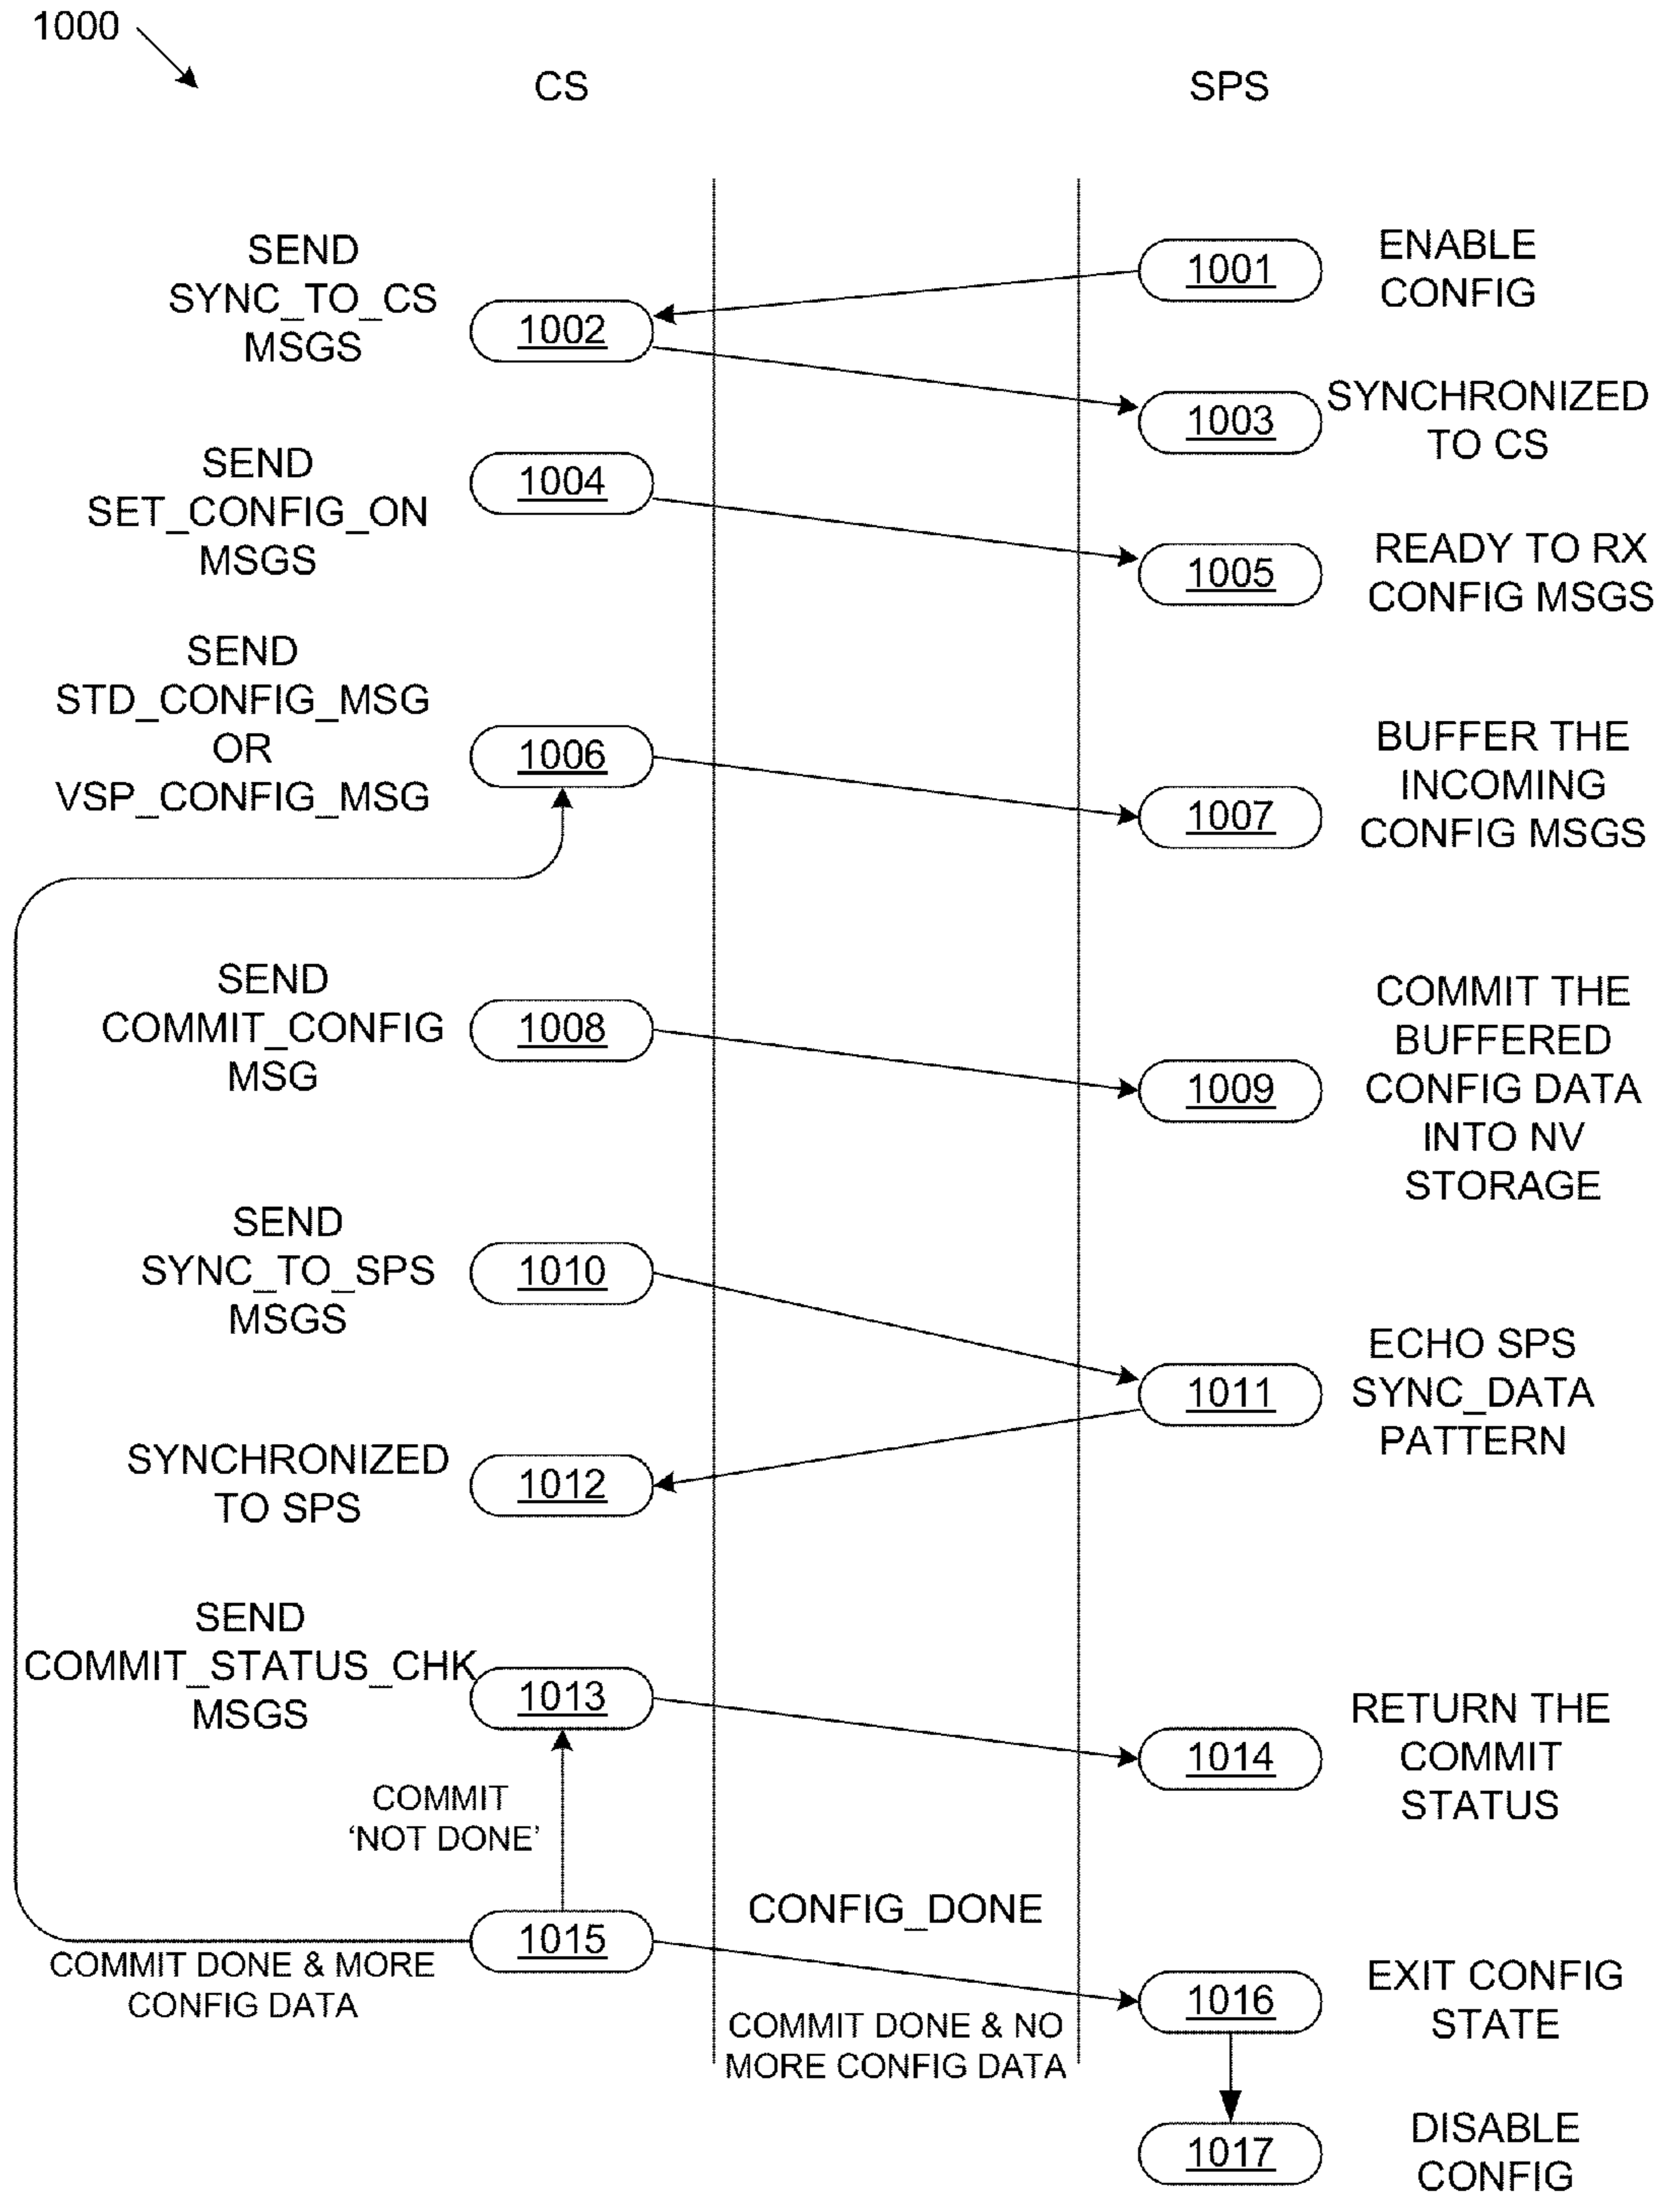 1000
CS
SPS
SEND
SYNC_TO_CS
MSGS
1002
1001
ENABLE
CONFIG
1003
SYNCHRONIZED
TO CS
SEND
SET_CONFIG_ON
MSGS
1004
1005
READY TO RX
CONFIG MSGS
SEND
STD_CONFIG_MSG
OR
VSP_CONFIG_MSG
1006
1007
BUFFER THE
INCOMING
CONFIG MSGS
SEND
COMMIT_CONFIG
MSG
1008
1009
COMMIT THE
BUFFERED
CONFIG DATA
INTO NV
STORAGE
SEND
SYNC_TO_SPS
MSGS
1010
1011
ECHO SPS
SYNC_DATA
PATTERN
SYNCHRONIZED
TO SPS
1012
SEND
COMMIT_STATUS_CHK
MSGS
1013
1014
RETURN THE
COMMIT
STATUS
COMMIT
‘NOT DONE’
1015
COMMIT DONE & MORE
CONFIG DATA
CONFIG_DONE
COMMIT DONE & NO
MORE CONFIG DATA
1016
EXIT CONFIG
STATE
1017
DISABLE
CONFIG